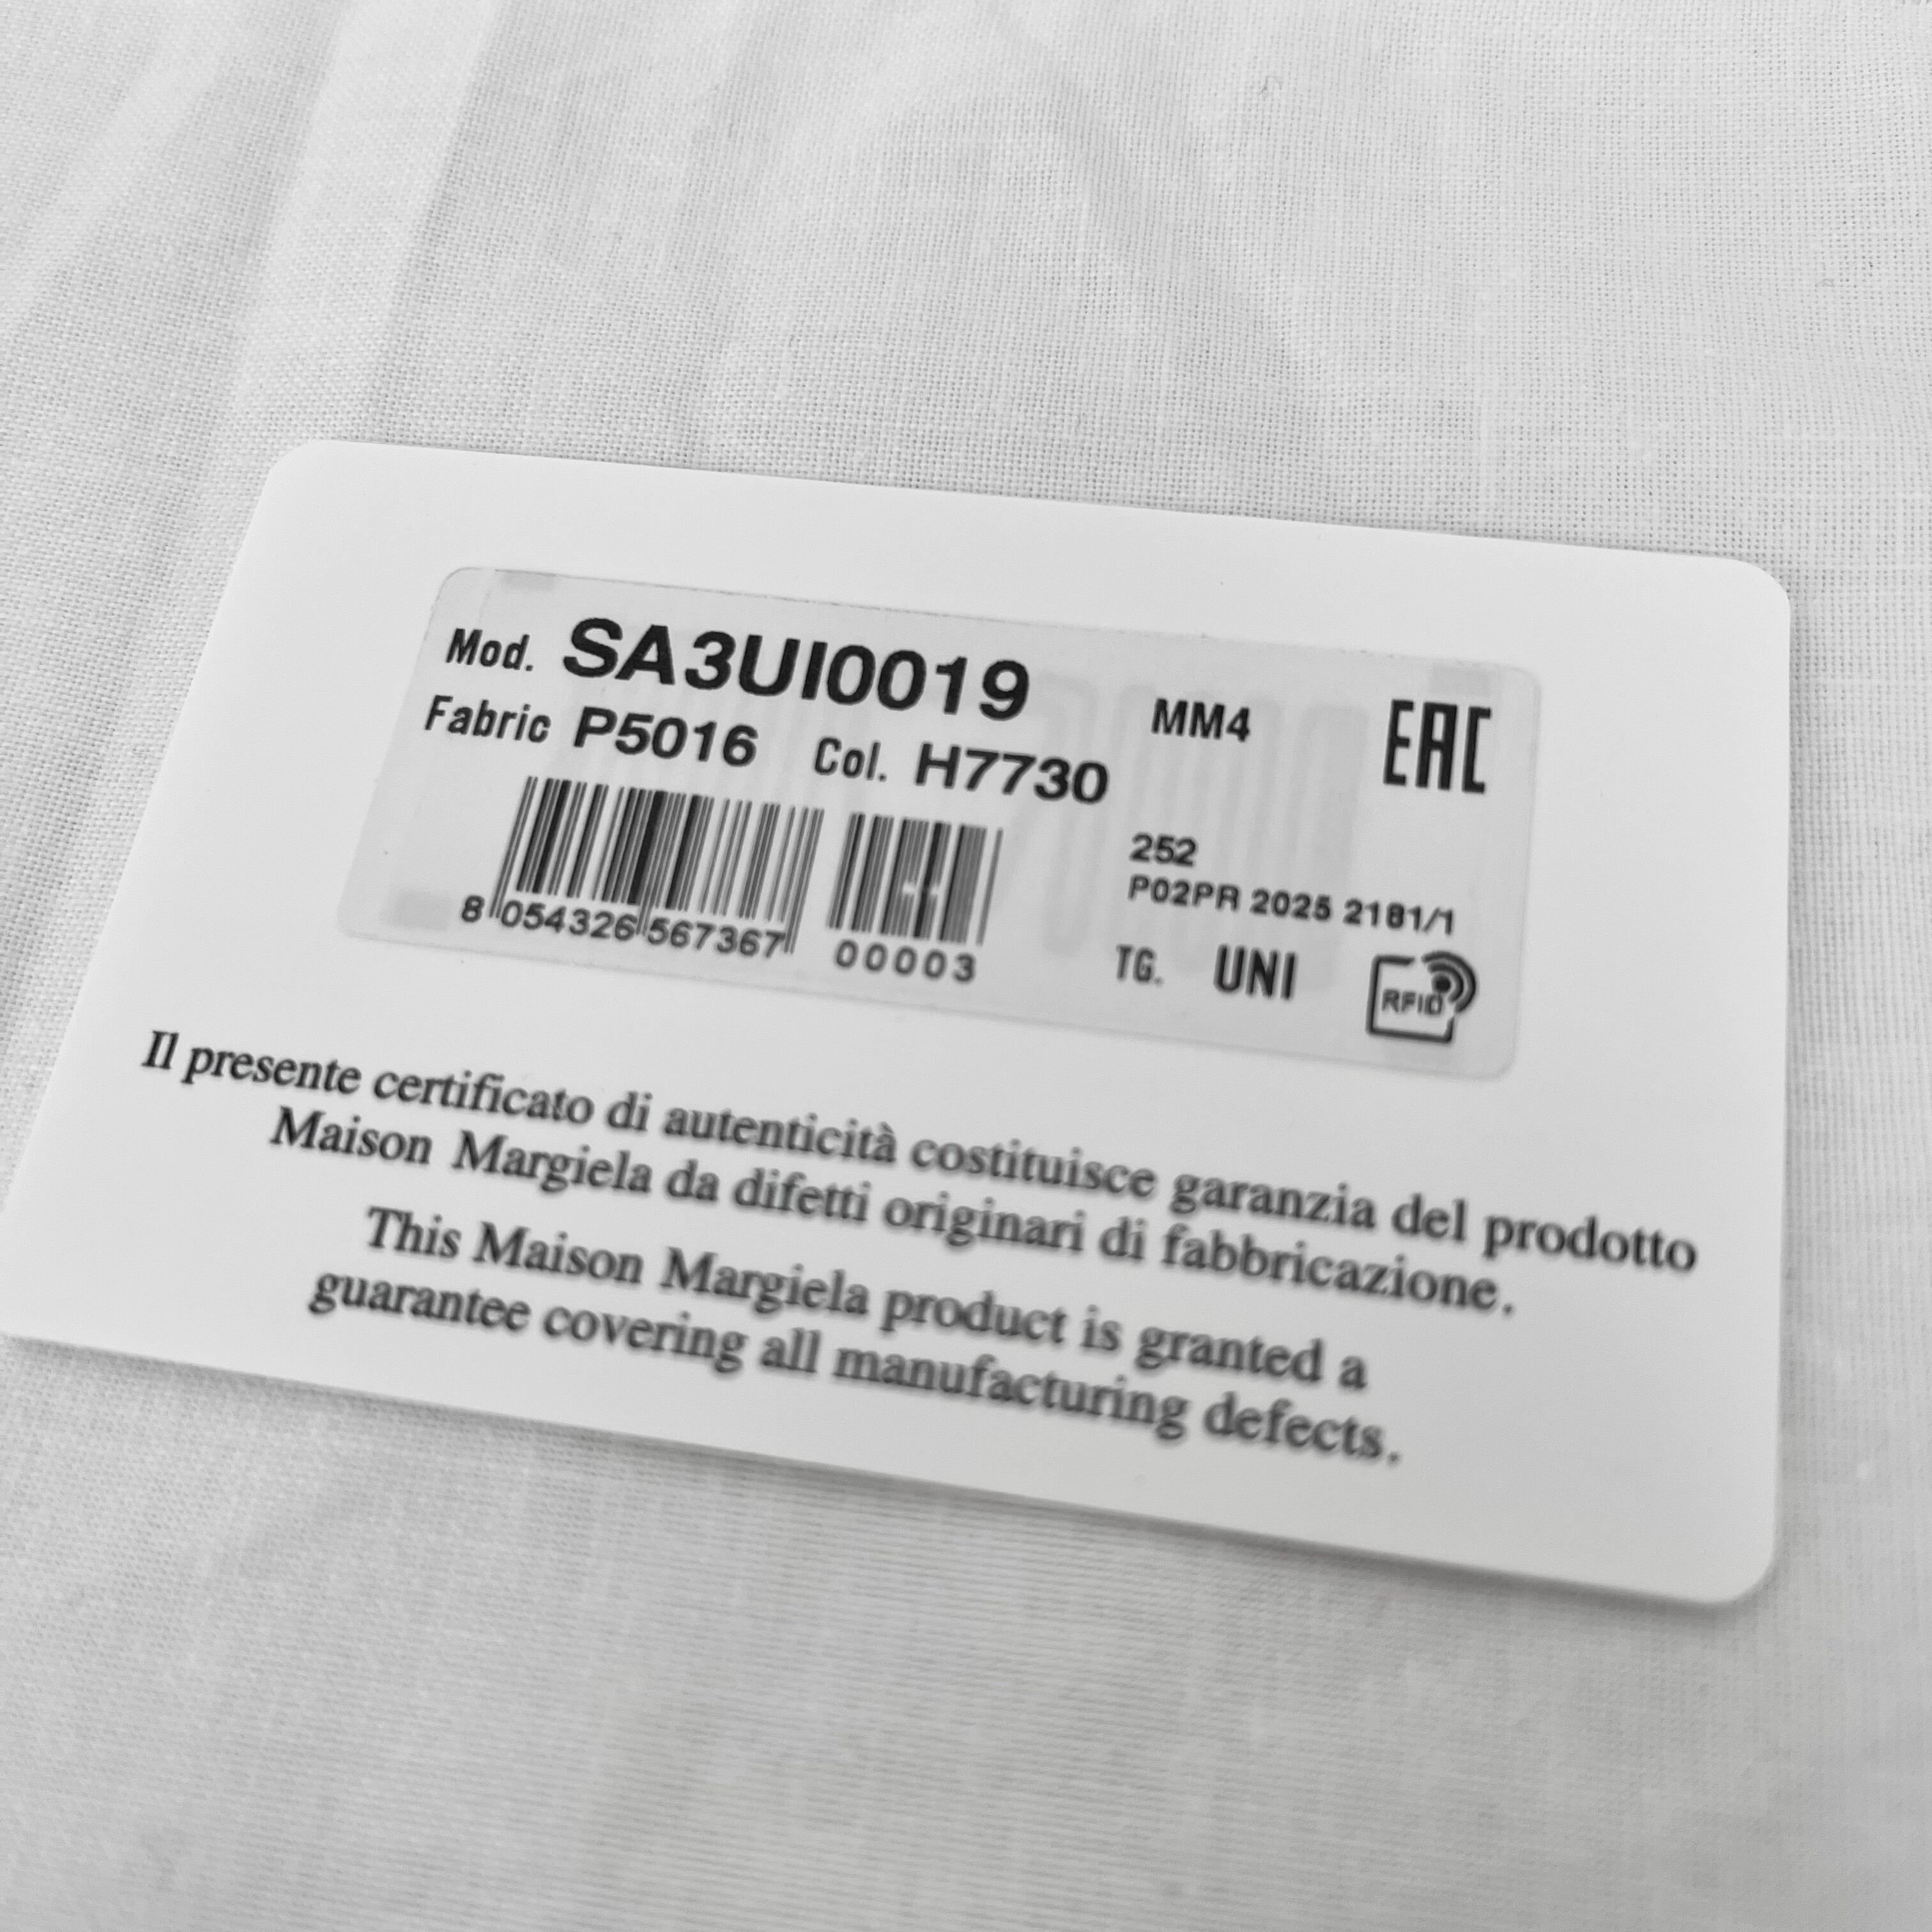 Mod. SA3UI0019 MM4 EAC
Fabric P5016 Col. H7730
252
P02PR 2025 2181/1
8 054326 567367 00003
TG. UNI RFID
Il presente certificato di autenticità costituisce garanzia del prodotto
Maison Margiela da difetti originari di fabbricazione.
This Maison Margiela product is granted a
guarantee covering all manufacturing defects.